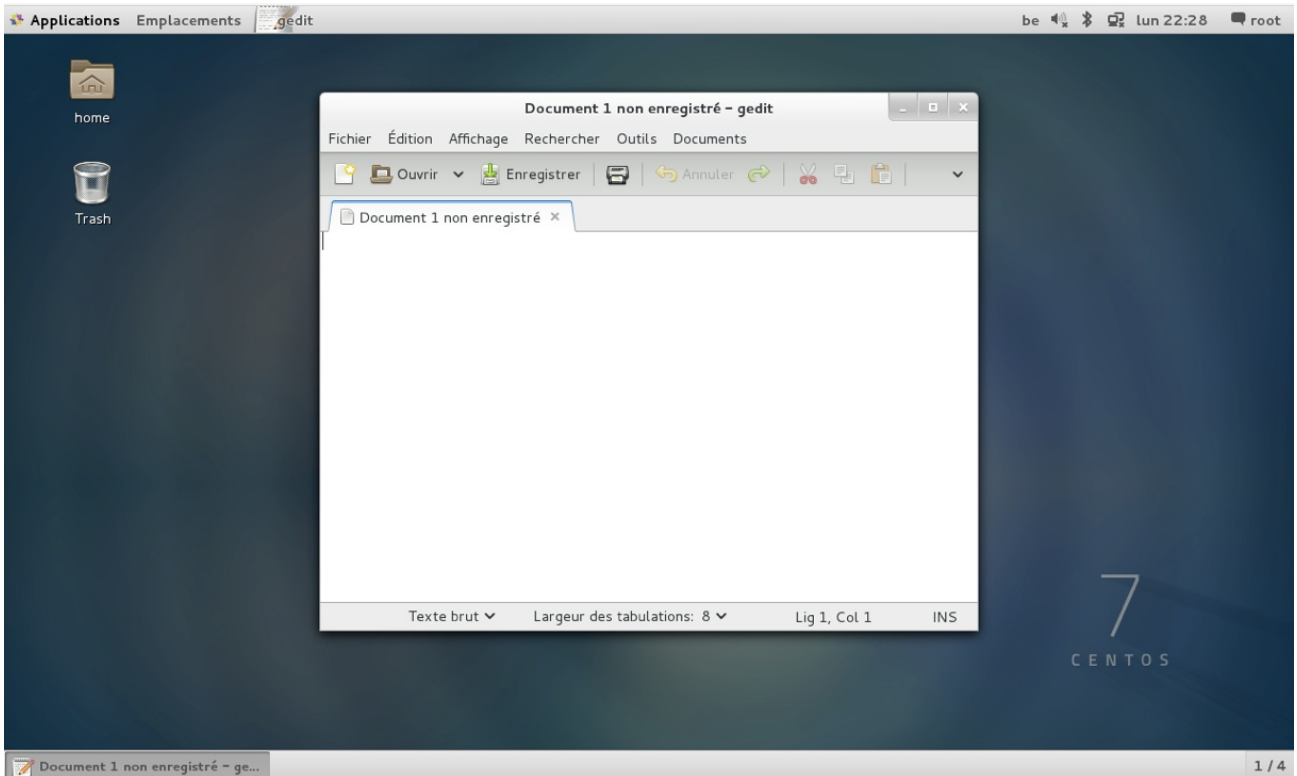 Applications Emplacements gedit be lun 22:28 root
home
Trash
Document 1 non enregistré – gedit
Fichier Édition Affichage Rechercher Outils Documents
Ouvrir Enregistrer Annuler
Document 1 non enregistré
Texte brut Largeur des tabulations: 8 Lig 1, Col 1 INS
7
CENTOS
Document 1 non enregistré – ge... 1 / 4